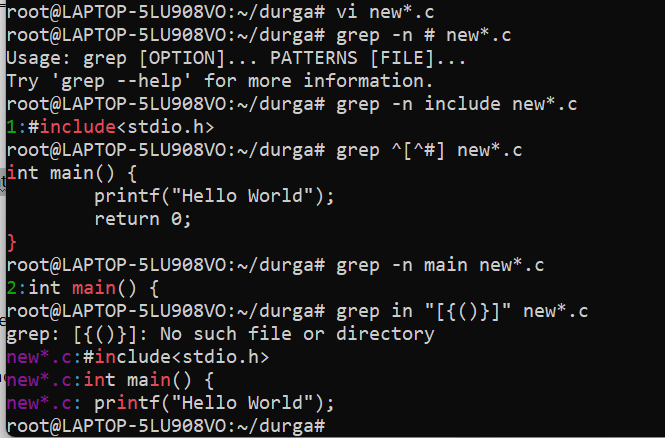 root@LAPTOP-5LU908VO:~/durga# vi new*.c
root@LAPTOP-5LU908VO:~/durga# grep -n # new*.c
Usage: grep [OPTION]... PATTERNS [FILE]...
Try 'grep --help' for more information.
root@LAPTOP-5LU908VO:~/durga# grep -n include new*.c
1:#include<stdio.h>
root@LAPTOP-5LU908VO:~/durga# grep ^[^#] new*.c
int main() {
        printf("Hello World");
        return 0;
}
root@LAPTOP-5LU908VO:~/durga# grep -n main new*.c
2:int main() {
root@LAPTOP-5LU908VO:~/durga# grep in "[{()}]" new*.c
grep: [{()}]: No such file or directory
new*.c:#include<stdio.h>
new*.c:int main() {
new*.c: printf("Hello World");
root@LAPTOP-5LU908VO:~/durga#